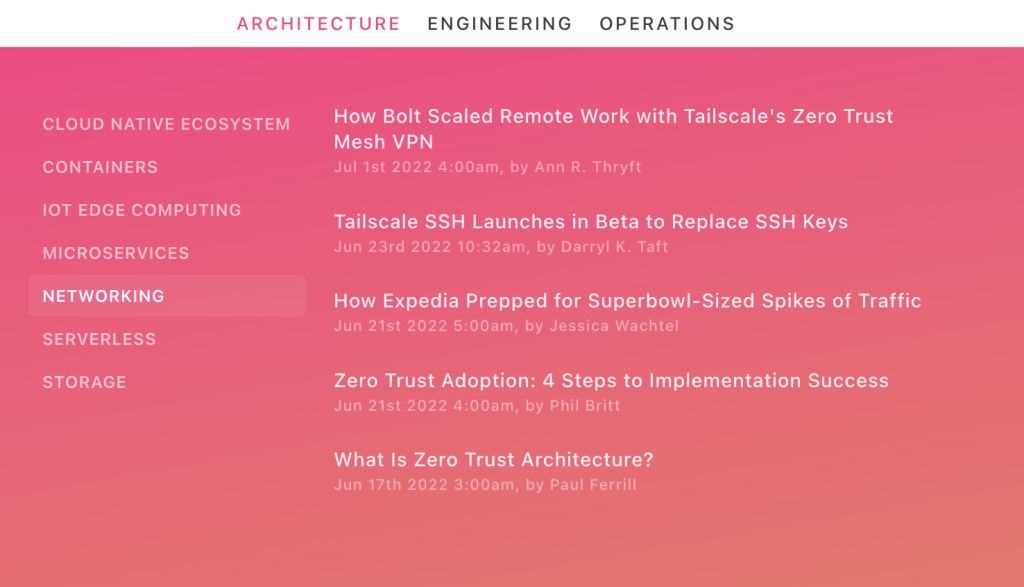 ARCHITECTURE ENGINEERING OPERATIONS
CLOUD NATIVE ECOSYSTEM
CONTAINERS
IOT EDGE COMPUTING
MICROSERVICES
NETWORKING
SERVERLESS
STORAGE
How Bolt Scaled Remote Work with Tailscale's Zero Trust
Mesh VPN
Jul 1st 2022 4:00am, by Ann R. Thryft
Tailscale SSH Launches in Beta to Replace SSH Keys
Jun 23rd 2022 10:32am, by Darryl K. Taft
How Expedia Prepped for Superbowl-Sized Spikes of Traffic
Jun 21st 2022 5:00am, by Jessica Wachtel
Zero Trust Adoption: 4 Steps to Implementation Success
Jun 21st 2022 4:00am, by Phil Britt
What Is Zero Trust Architecture?
Jun 17th 2022 3:00am, by Paul Ferrill